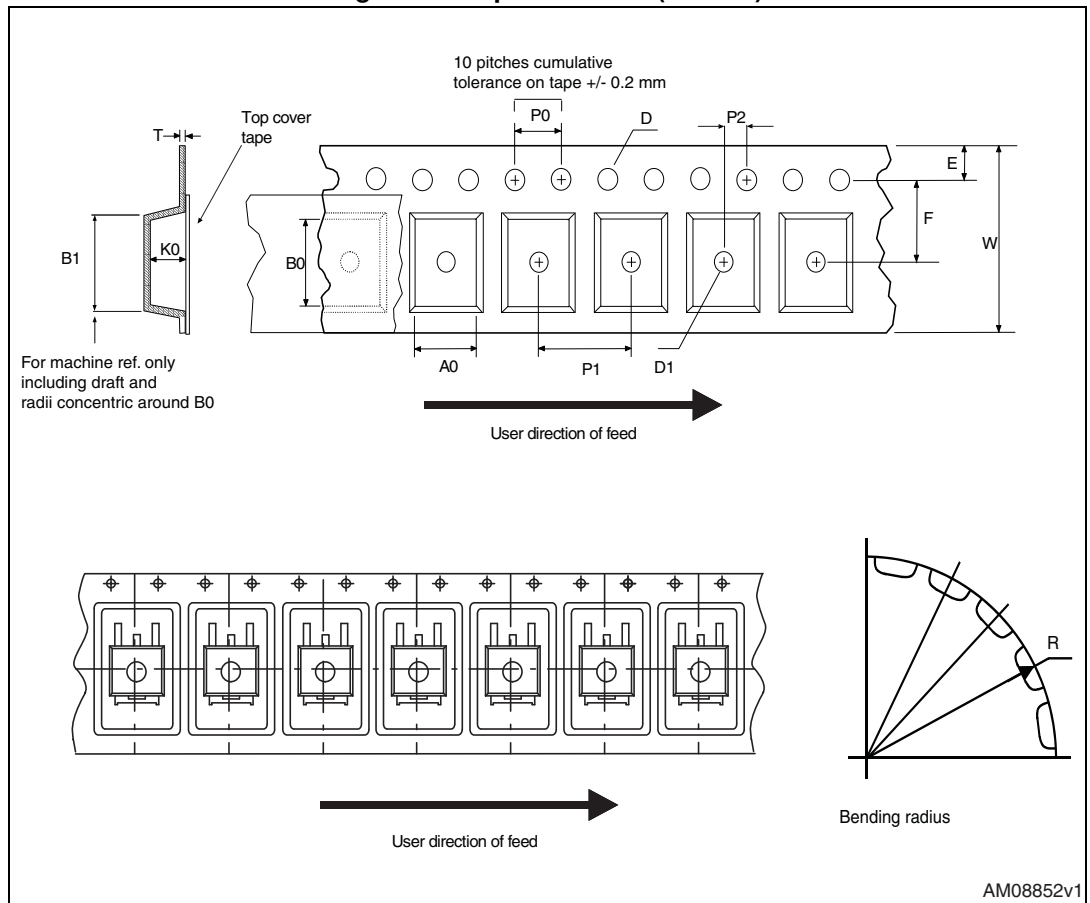 10 pitches cumulative
tolerance on tape +/- 0.2 mm
Top cover
tape
T
P0
D
P2
E
F
W
B1
K0
B0
For machine ref. only
including draft and
radii concentric around B0
A0
P1
D1
User direction of feed
R
Bending radius
User direction of feed
AM08852v1